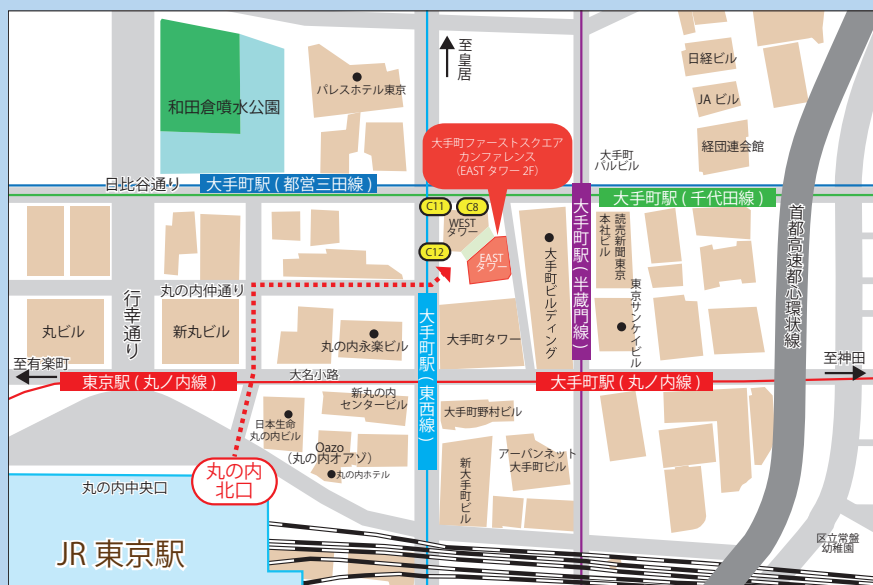 至皇居
日経ビル
パレスホテル東京
JAビル
和田倉噴水公園
大手町ファーストスクエア
カンファレンス
(EASTタワー 2F)
経団連会館
大手町
パルビル
日比谷通り
大手町駅(都営三田線)
大手町駅(千代田線)
C11
C8
WEST
タワー
C12
EAST
タワー
大手町ビルディング
大手町駅(半蔵門線)
読売新聞東京
本社ビル
東京サンケイビル
首都高速都心環状線
丸の内仲通り
行幸通り
丸ビル
新丸ビル
丸の内永楽ビル
大手町駅(東西線)
大手町タワー
至有楽町
至神田
東京駅(丸ノ内線)
大名小路
大手町駅(丸ノ内線)
新丸の内
センタービル
日本生命
丸の内ビル
大手町野村ビル
Oazo
(丸の内オアゾ)
丸の内ホテル
アーバンネット
大手町ビル
新大手町ビル
丸の内
北口
丸の内中央口
JR 東京駅
区立常盤
幼稚園